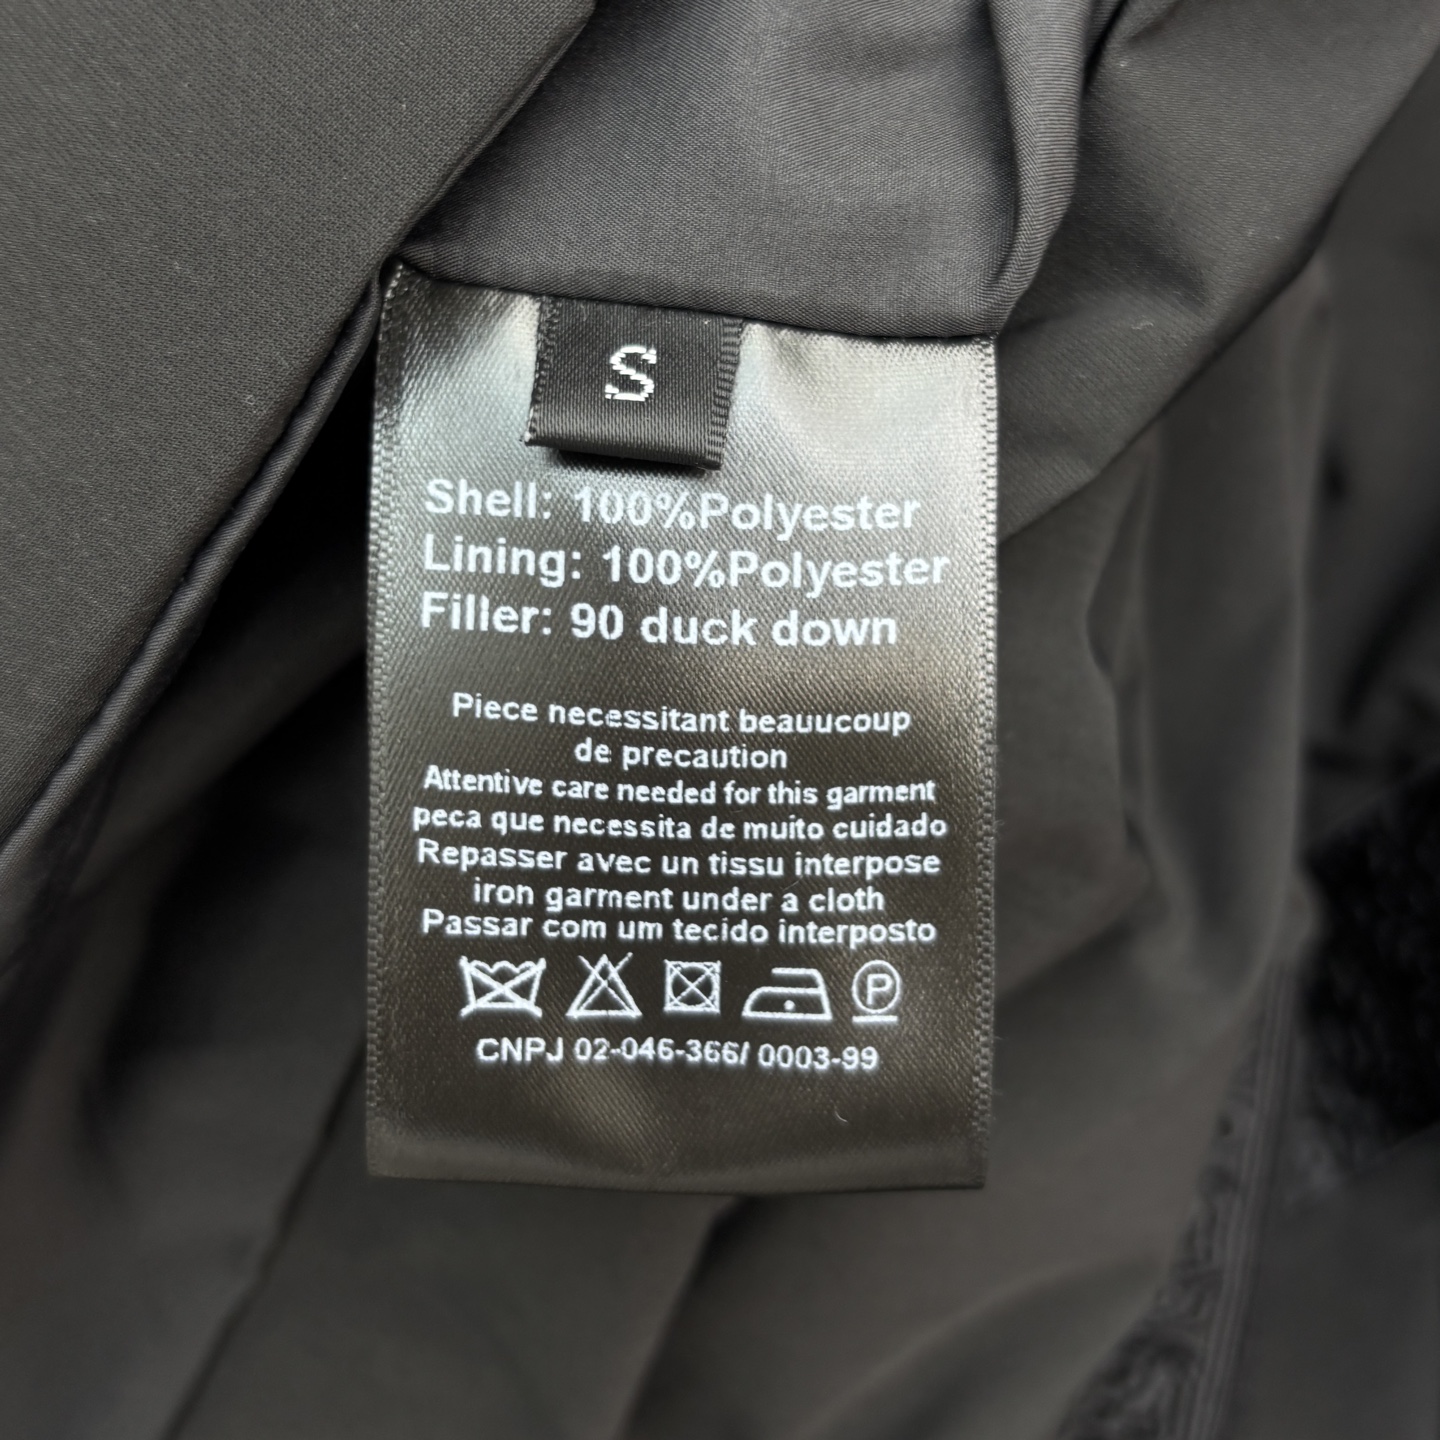 S
Shell: 100%Polyester
Lining: 100%Polyester
Filler: 90 duck down
Piece necessitant beauucoup
de precaution
Attentive care needed for this garment
peca que necessita de muito cuidado
Repasser avec un tissu interpose
iron garment under a cloth
Passar com um tecido interposto
P
CNPJ 02-046-366/ 0003-99